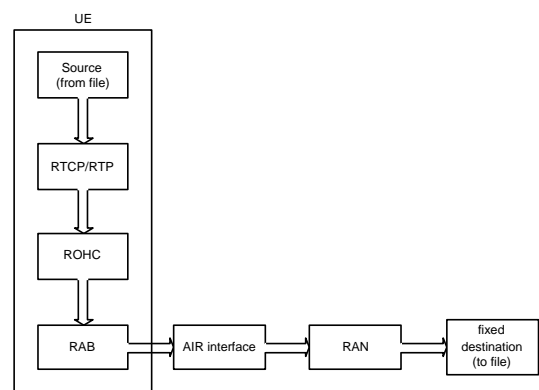 UE
Source
(from file)
RTCP/RTP
ROHC
RAB
AIR interface
RAN
fixed
destination
(to file)